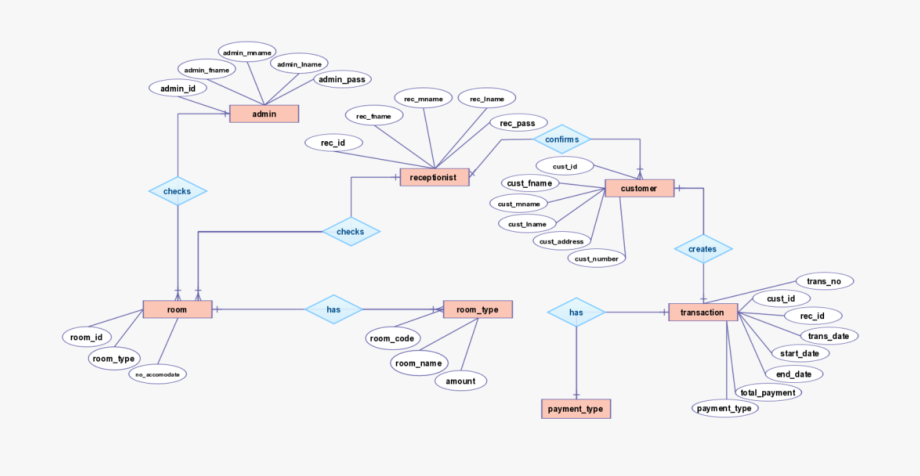 admin_mname
admin_lname
admin_fname
admin_pass
admin_id
admin
rec_mname
rec_lname
rec_fname
rec_pass
rec_id
confirms
receptionist
cust_id
cust_fname
customer
cust_mname
cust_lname
cust_address
cust_number
checks
checks
creates
room
has
room_type
has
transaction
trans_no
cust_id
rec_id
trans_date
start_date
end_date
total_payment
payment_type
room_id
room_type
no_accomodate
room_code
room_name
amount
payment_type